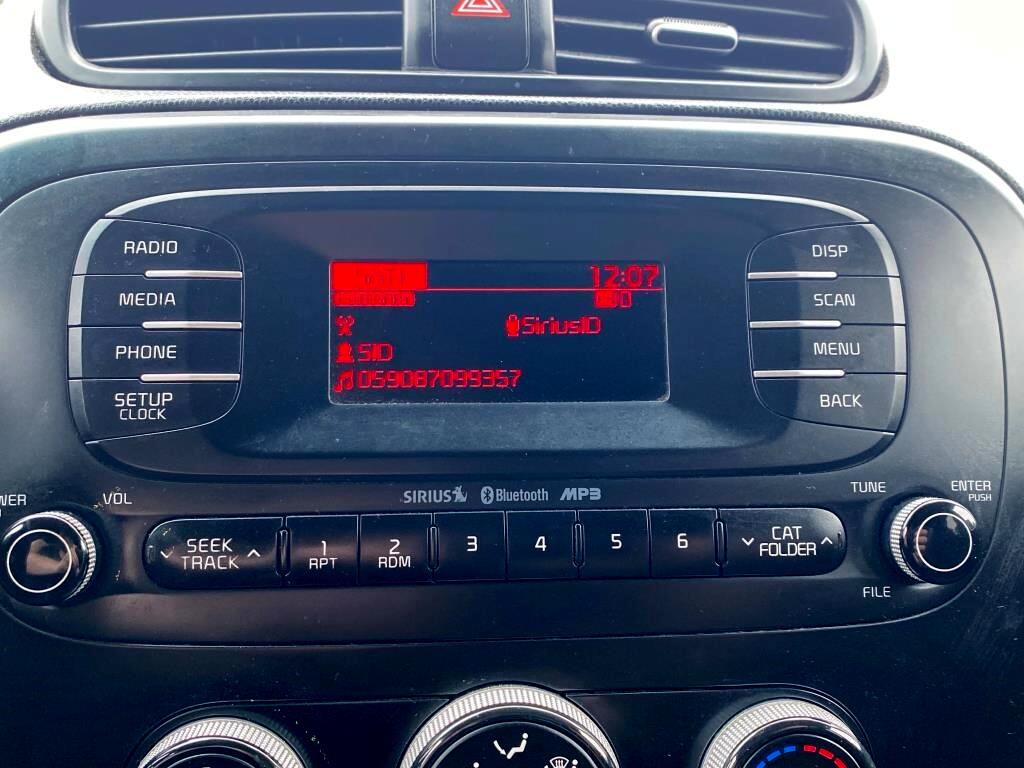 12:07
SiriusID
SID
059087099357
RADIO
MEDIA
PHONE
SETUP
CLOCK
DISP
SCAN
MENU
BACK
VOL
SIRIUS Bluetooth MP3
TUNE
ENTER
PUSH
SEEK
TRACK
1
RPT
2
RDM
3
4
5
6
CAT
FOLDER
FILE